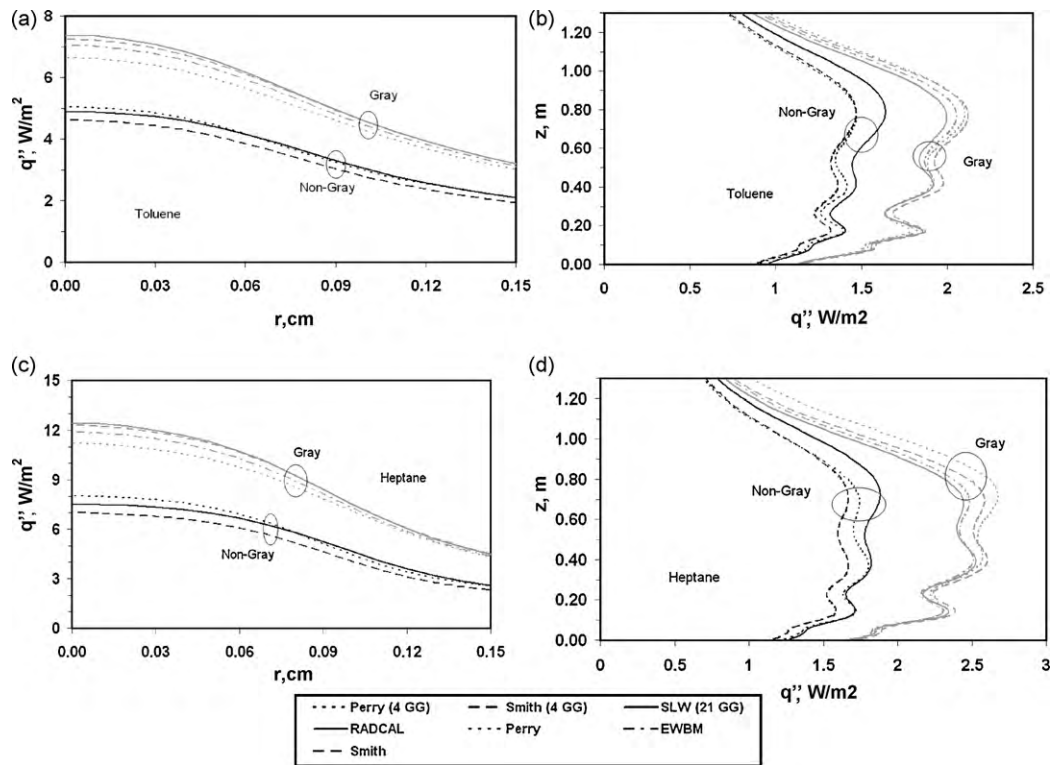 (a)
8
6
4
2
0
q'', W/m²
Gray
Non-Gray
Toluene
0.00
0.03
0.06
0.09
0.12
0.15
r,cm
(b)
1.20
1.00
0.80
0.60
0.40
0.20
0.00
z, m
Non-Gray
Gray
Toluene
0
0.5
1
1.5
2
2.5
q'', W/m2
(c)
15
12
9
6
3
0
q'', W/m²
Gray
Heptane
Non-Gray
0.00
0.03
0.06
0.09
0.12
0.15
r,cm
(d)
1.20
1.00
0.80
0.60
0.40
0.20
0.00
z, m
Gray
Non-Gray
Heptane
0
0.5
1
1.5
2
2.5
3
q'', W/m2
Perry (4 GG)
Smith (4 GG)
SLW (21 GG)
RADCAL
Perry
EWBM
Smith